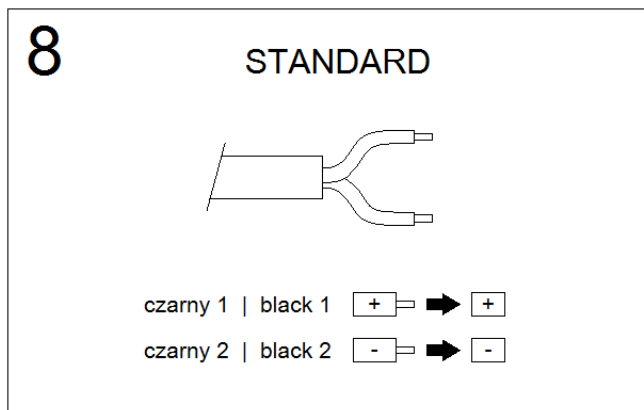 8
STANDARD
czarny 1 | black 1 + +
czarny 2 | black 2 - -